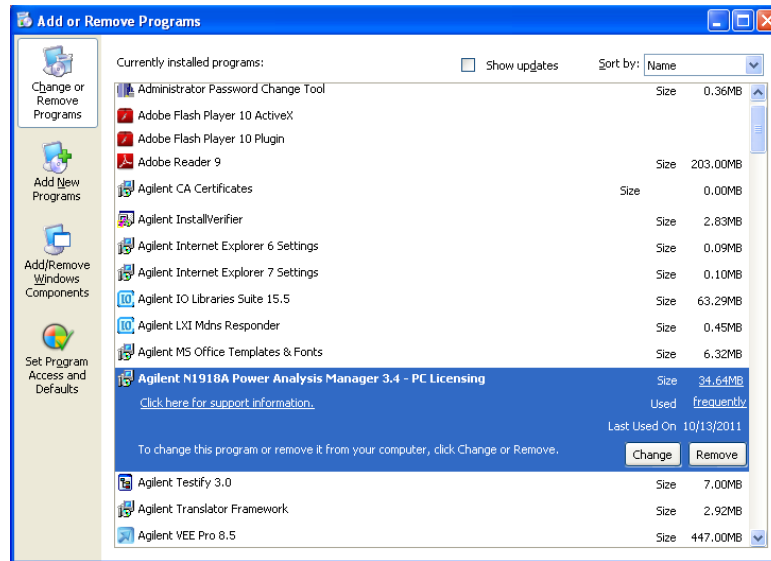 Add or Remove Programs
Change or
Remove
Programs
Add New
Programs
Add/Remove
Windows
Components
Set Program
Access and
Defaults
Currently installed programs:
Show updates
Sort by: Name
Administrator Password Change Tool Size 0.36MB
Adobe Flash Player 10 ActiveX
Adobe Flash Player 10 Plugin
Adobe Reader 9 Size 203.00MB
Agilent CA Certificates Size 0.00MB
Agilent InstallVerifier Size 2.83MB
Agilent Internet Explorer 6 Settings Size 0.09MB
Agilent Internet Explorer 7 Settings Size 0.10MB
IO Agilent IO Libraries Suite 15.5 Size 63.29MB
IO Agilent LXI Mdns Responder Size 0.45MB
Agilent MS Office Templates & Fonts Size 6.32MB
Agilent N1918A Power Analysis Manager 3.4 - PC Licensing Size 34.64MB
Click here for support information. Used frequently
Last Used On 10/13/2011
To change this program or remove it from your computer, click Change or Remove. Change Remove
Agilent Testify 3.0 Size 7.00MB
Agilent Translator Framework Size 2.92MB
Agilent VEE Pro 8.5 Size 447.00MB